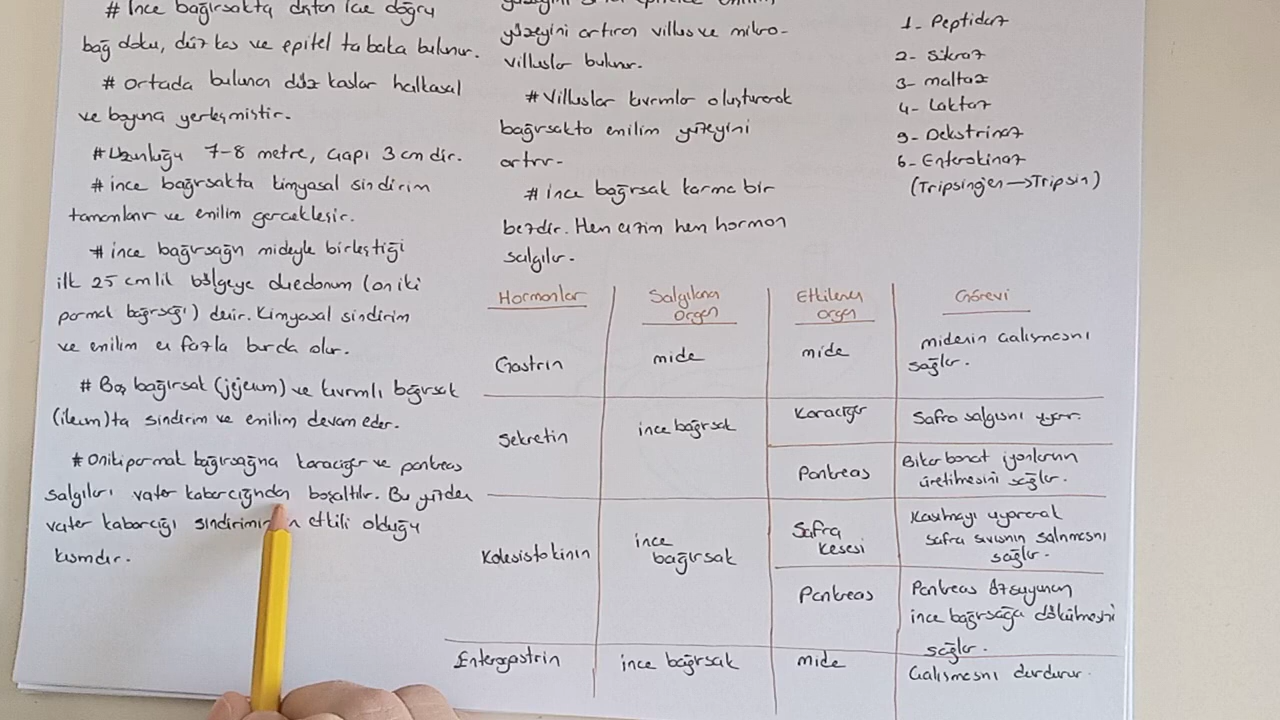 # İnce bağırsakta dıştan içe doğru
bağ doku, düz kas ve epitel tabaka bulunur.
# Ortada bulunan düz kaslar halkasal
ve boyuna yerleşmiştir.
# Uzunluğu 7-8 metre, çapı 3 cm dir.
# ince bağırsakta kimyasal sindirim
tamamlanır ve emilim gerçekleşir.
# ince bağırsağın mideyle birleştiği
ilk 25 cm lik bölgeye duedonum (on iki
parmak bağırsağı) denir. Kimyasal sindirim
ve emilim en fazla burda olur.
# Boş bağırsak (jejenum) ve kıvrımlı bağırsak
(ileum)ta sindirim ve emilim devam eder.
# Onikiparmak bağırsağına karaciğer ve pankreas
salgıları vater kabarcığından boşaltılır. Bu yüzden
vater kabarcığı etkili olduğu
kısımdır.
yüzeyini artıran villus ve mikro-
villuslar bulunur.
# Villuslar kıvrımlar oluşturarak
bağırsakta emilim yüzeyini
artırır-
# ince bağırsak karma bir
bezdir. Hem enzim hem hormon
salgılar.
1- Peptidaz
2- Sükraz
3- maltaz
4- Laktaz
5- Dekstrinaz
6- Enterokinaz
(Tripsinojen→Tripsin)
Hormonlar Salgılanan Organ Etkilenen Organ Görevi
Gastrin mide mide midenin çalışmasını sağlar.
Sekretin ince bağırsak Karaciğer Safra salgısını uyarır.
Pankreas Bikarbonat iyonlarının üretilmesini sağlar.
Kolesistokinin ince bağırsak Safra kesesi Kasılmayı uyararak safra sıvısının salınmasını sağlar.
Pankreas Pankreas özsuyunun ince bağırsağa dökülmesini sağlar.
Enterogastrin ince bağırsak mide Çalışmasını durdurur.